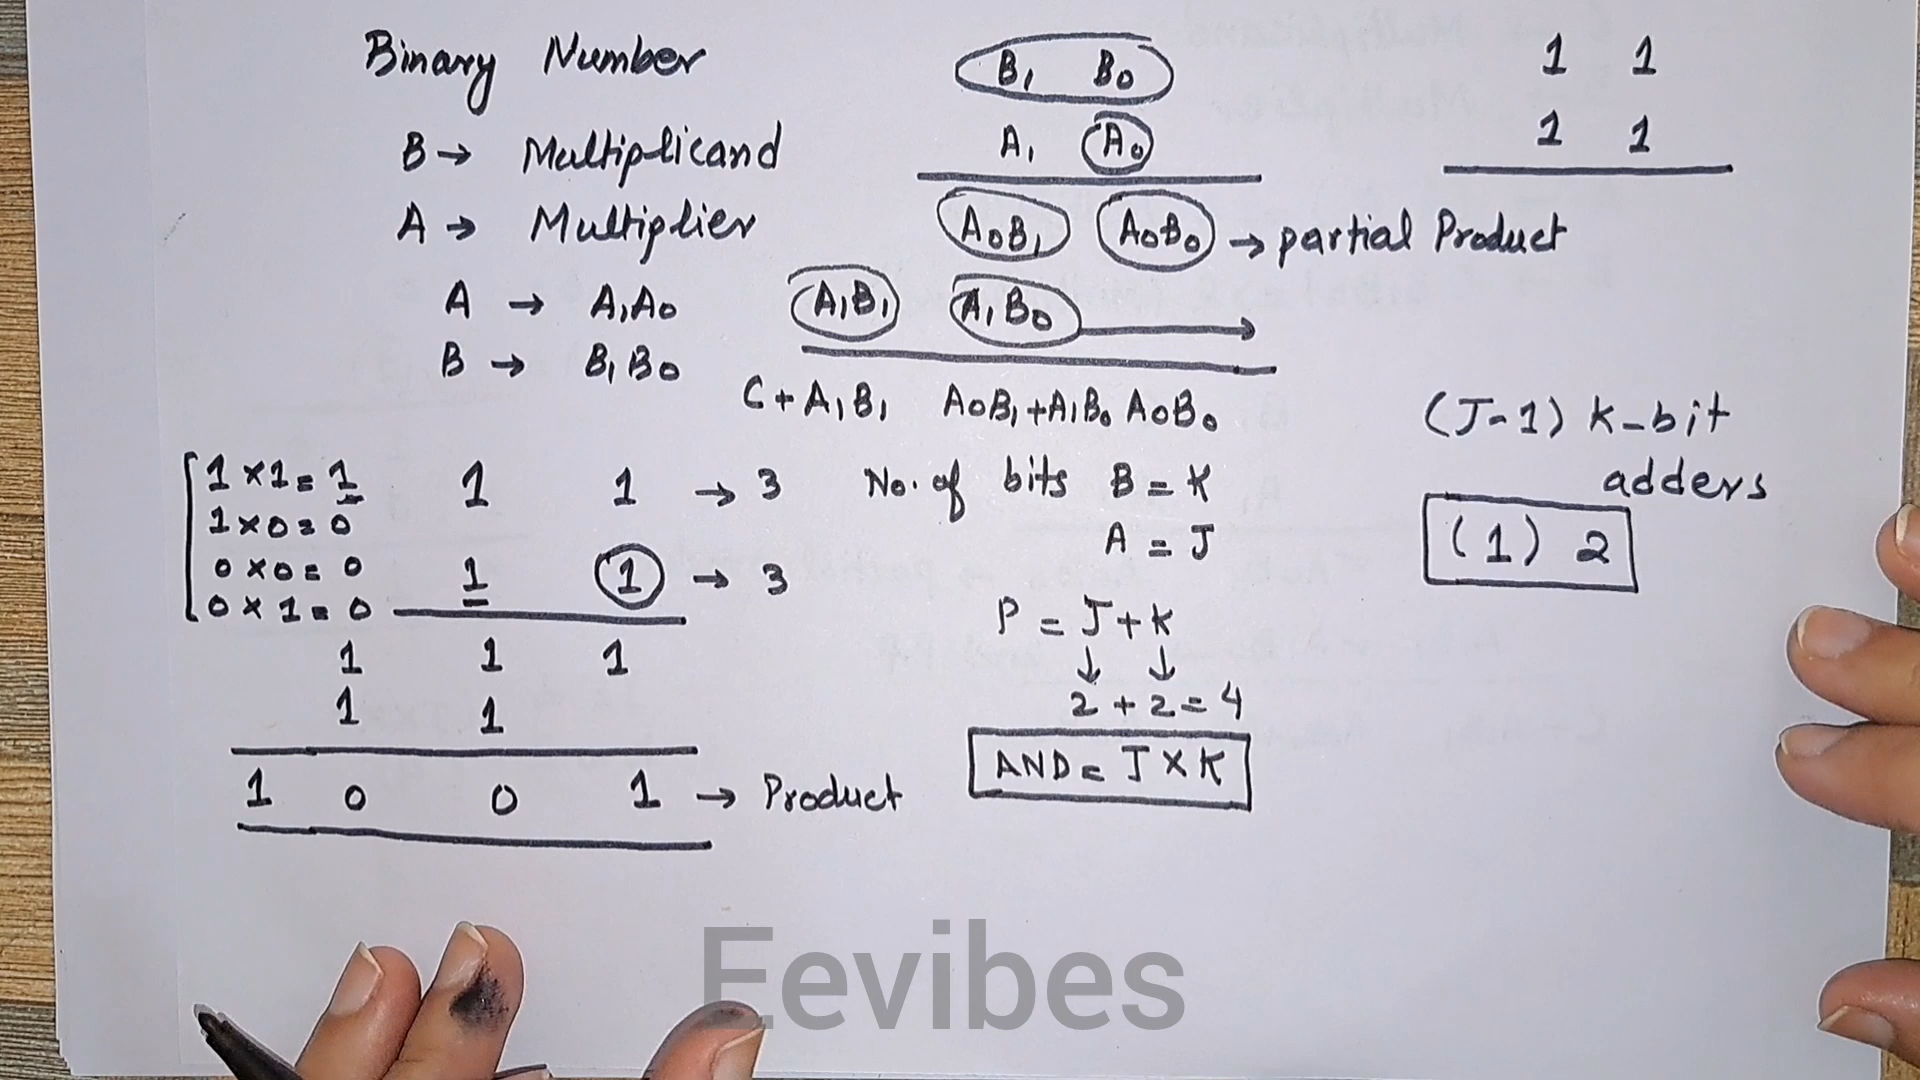 Binary Number
B → Multiplicand
A → Multiplier
A → A₁A₀
B → B₁B₀
B₁ B₀
A₁ A₀
A₀B₁ A₀B₀ → partial Product
A₁B₁ A₁B₀ →
C + A₁B₁ A₀B₁ + A₁B₀ A₀B₀
1 1
1 1
1 × 1 = 1
1 × 0 = 0
0 × 0 = 0
0 × 1 = 0
1 1 → 3
1 1 → 3
1 1 1
1 1
1 0 0 1 → Product
No. of bits B = K
A = J
P = J + K
↓ ↓
2 + 2 = 4
AND = J × K
(J-1) K-bit
adders
(1) 2
Eevibes